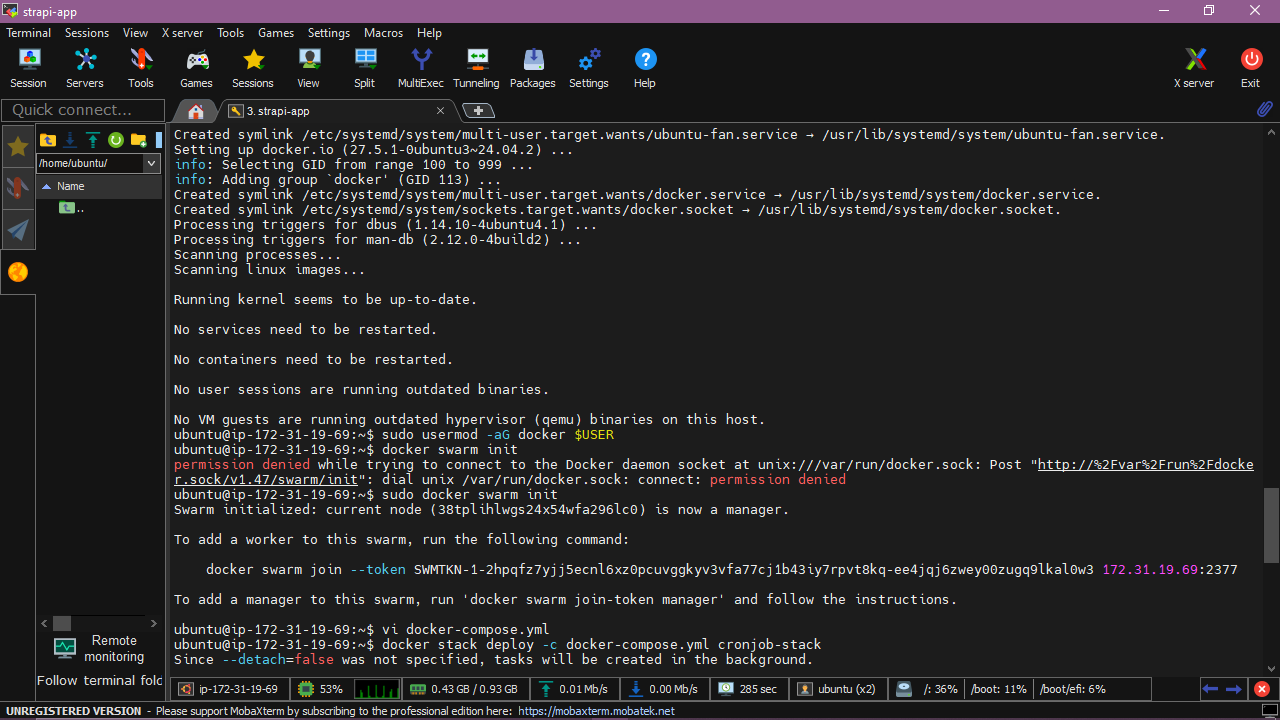 strapi-app
Terminal Sessions View X server Tools Games Settings Macros Help
Session Servers Tools Games Sessions View Split MultiExec Tunneling Packages Settings Help X server Exit
Quick connect...
3. strapi-app
/home/ubuntu/
Name
..
Created symlink /etc/systemd/system/multi-user.target.wants/ubuntu-fan.service → /usr/lib/systemd/system/ubuntu-fan.service.
Setting up docker.io (27.5.1-0ubuntu3~24.04.2) ...
info: Selecting GID from range 100 to 999 ...
info: Adding group `docker' (GID 113) ...
Created symlink /etc/systemd/system/multi-user.target.wants/docker.service → /usr/lib/systemd/system/docker.service.
Created symlink /etc/systemd/system/sockets.target.wants/docker.socket → /usr/lib/systemd/system/docker.socket.
Processing triggers for dbus (1.14.10-4ubuntu4.1) ...
Processing triggers for man-db (2.12.0-4build2) ...
Scanning processes...
Scanning linux images...
Running kernel seems to be up-to-date.
No services need to be restarted.
No containers need to be restarted.
No user sessions are running outdated binaries.
No VM guests are running outdated hypervisor (qemu) binaries on this host.
ubuntu@ip-172-31-19-69:~$ sudo usermod -aG docker $USER
ubuntu@ip-172-31-19-69:~$ docker swarm init
permission denied while trying to connect to the Docker daemon socket at unix:///var/run/docker.sock: Post "http://%2Fvar%2Frun%2Fdocke
r.sock/v1.47/swarm/init": dial unix /var/run/docker.sock: connect: permission denied
ubuntu@ip-172-31-19-69:~$ sudo docker swarm init
Swarm initialized: current node (38tplihlwgs24x54wfa296lc0) is now a manager.
To add a worker to this swarm, run the following command:
docker swarm join --token SWMTKN-1-2hpqfz7yjj5ecnl6xz0pcuvggkyv3vfa77cj1b43iy7rpvt8kq-ee4jqj6zwey00zugq9lkal0w3 172.31.19.69:2377
To add a manager to this swarm, run 'docker swarm join-token manager' and follow the instructions.
ubuntu@ip-172-31-19-69:~$ vi docker-compose.yml
ubuntu@ip-172-31-19-69:~$ docker stack deploy -c docker-compose.yml cronjob-stack
Since --detach=false was not specified, tasks will be created in the background.
Remote
monitoring
Follow terminal fold
ip-172-31-19-69 53% 0.43 GB / 0.93 GB 0.01 Mb/s 0.00 Mb/s 285 sec ubuntu (x2) /: 36% /boot: 11% /boot/efi: 6%
UNREGISTERED VERSION - Please support MobaXterm by subscribing to the professional edition here: https://mobaxterm.mobatek.net